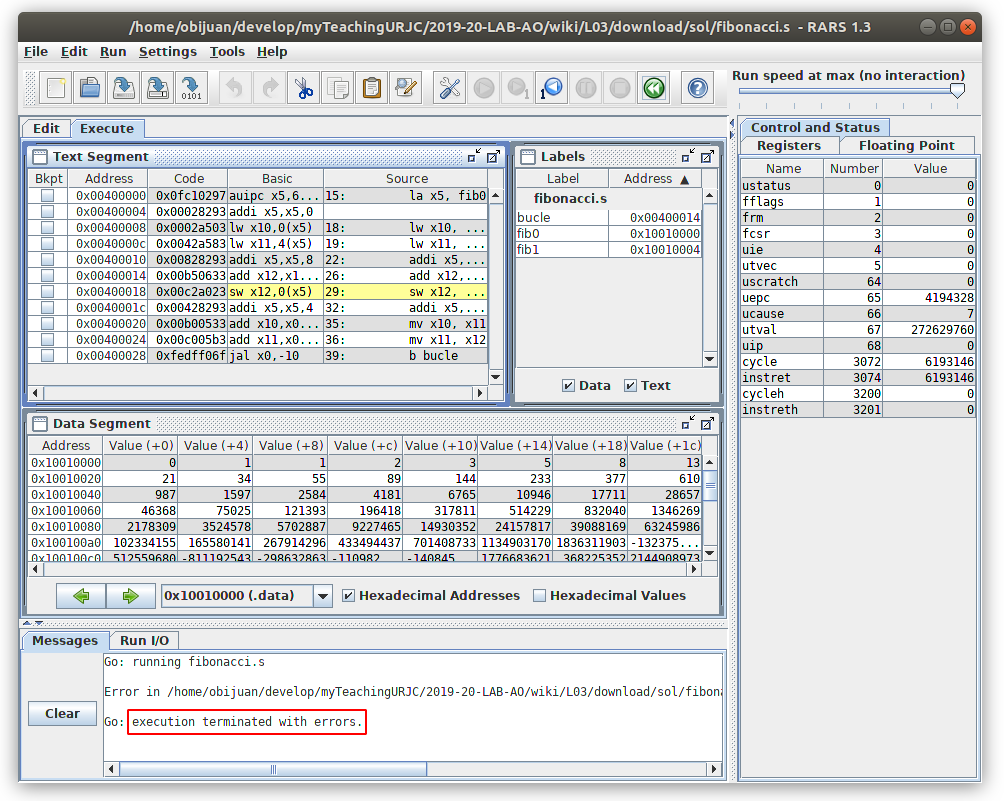 /home/obijuan/develop/myTeachingURJC/2019-20-LAB-AO/wiki/L03/download/sol/fibonacci.s - RARS 1.3
File Edit Run Settings Tools Help
Run speed at max (no interaction)
Edit Execute
Text Segment
Bkpt Address Code Basic Source
0x00400000 0x0fc10297 auipc x5,6... 15: la x5, fib0
0x00400004 0x00028293 addi x5,x5,0
0x00400008 0x0002a503 lw x10,0(x5) 18: lw x10, ...
0x0040000c 0x0042a583 lw x11,4(x5) 19: lw x11, ...
0x00400010 0x00828293 addi x5,x5,8 22: addi x5,...
0x00400014 0x00b50633 add x12,x1... 26: add x12,...
0x00400018 0x00c2a023 sw x12,0(x5) 29: sw x12, ...
0x0040001c 0x00428293 addi x5,x5,4 32: addi x5,...
0x00400020 0x00b00533 add x10,x0... 35: mv x10, x11
0x00400024 0x00c005b3 add x11,x0... 36: mv x11, x12
0x00400028 0xfedff06f jal x0,-10 39: b bucle
Labels
Label Address ▲
fibonacci.s
bucle 0x00400014
fib0 0x10010000
fib1 0x10010004
Data Text
Data Segment
Address Value (+0) Value (+4) Value (+8) Value (+c) Value (+10) Value (+14) Value (+18) Value (+1c)
0x10010000 0 1 1 2 3 5 8 13
0x10010020 21 34 55 89 144 233 377 610
0x10010040 987 1597 2584 4181 6765 10946 17711 28657
0x10010060 46368 75025 121393 196418 317811 514229 832040 1346269
0x10010080 2178309 3524578 5702887 9227465 14930352 24157817 39088169 63245986
0x100100a0 102334155 165580141 267914296 433494437 701408733 1134903170 1836311903 -132375...
0x100100c0 512559680 -811192543 -298632863 -110982... -140845... 1776683621 368225352 2144908973
0x10010000 (.data) Hexadecimal Addresses Hexadecimal Values
Messages Run I/O
Go: running fibonacci.s
Error in /home/obijuan/develop/myTeachingURJC/2019-20-LAB-AO/wiki/L03/download/sol/fibona
Clear
Go: execution terminated with errors.
Control and Status
Registers Floating Point
Name Number Value
ustatus 0 0
fflags 1 0
frm 2 0
fcsr 3 0
uie 4 0
utvec 5 0
uscratch 64 0
uepc 65 4194328
ucause 66 7
utval 67 272629760
uip 68 0
cycle 3072 6193146
instret 3074 6193146
cycleh 3200 0
instreth 3201 0